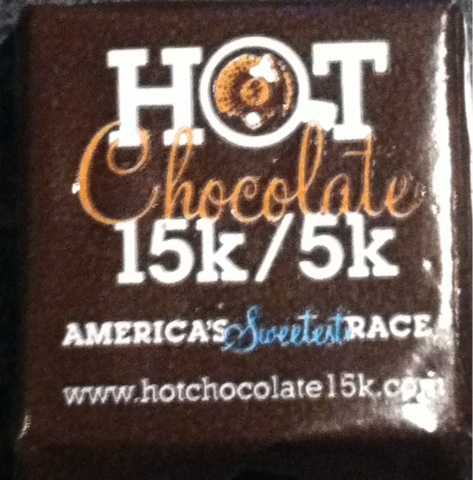 HOT
Chocolate
15k/5k
AMERICA'S Sweetest RACE
www.hotchocolate15k.com